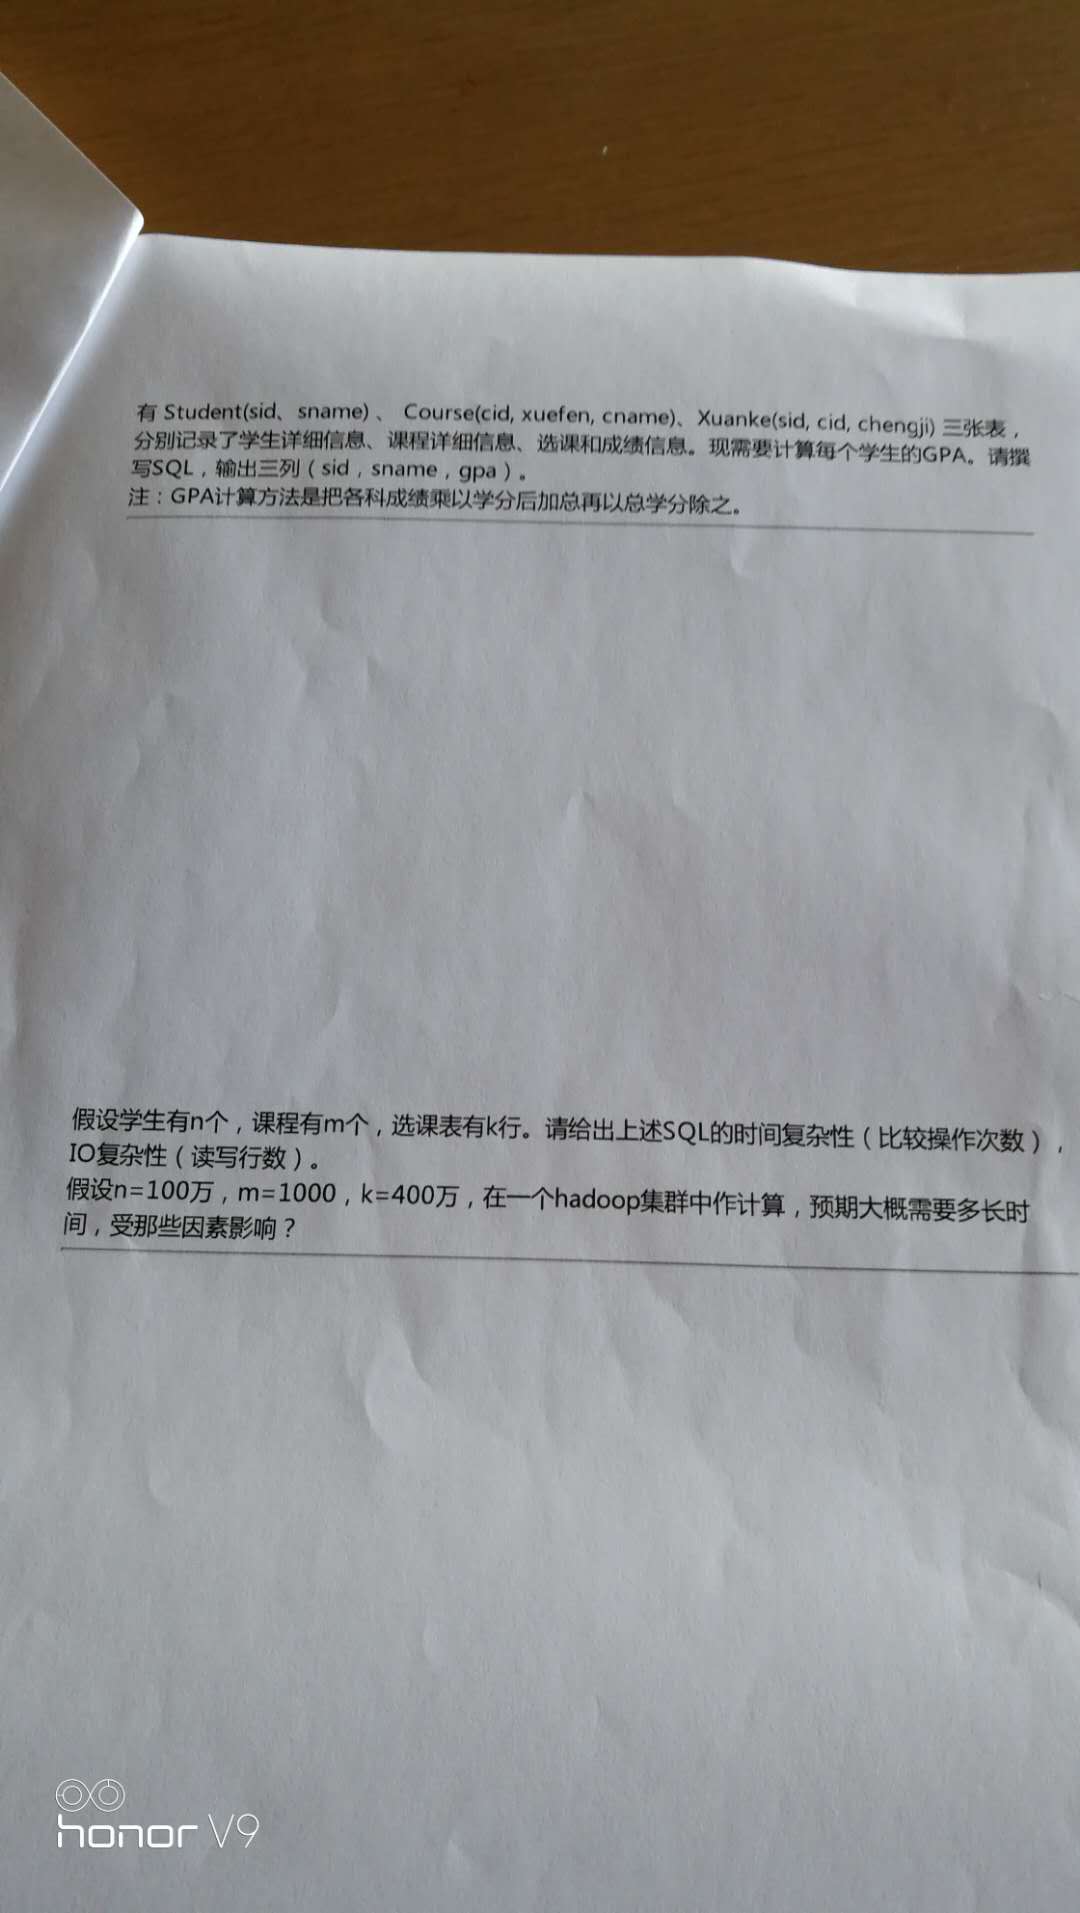 有 Student(sid、sname) 、 Course(cid, xuefen, cname)、Xuanke(sid, cid, chengji) 三张表，
分别记录了学生详细信息、课程详细信息、选课和成绩信息。现需要计算每个学生的GPA。请撰
写SQL，输出三列（sid，sname，gpa）。
注：GPA计算方法是把各科成绩乘以学分后加总再以总学分除之。
假设学生有n个，课程有m个，选课表有k行。请给出上述SQL的时间复杂性（比较操作次数），
IO复杂性（读写行数）。
假设n=100万，m=1000，k=400万，在一个hadoop集群中作计算，预期大概需要多长时
间，受那些因素影响？
honor V9